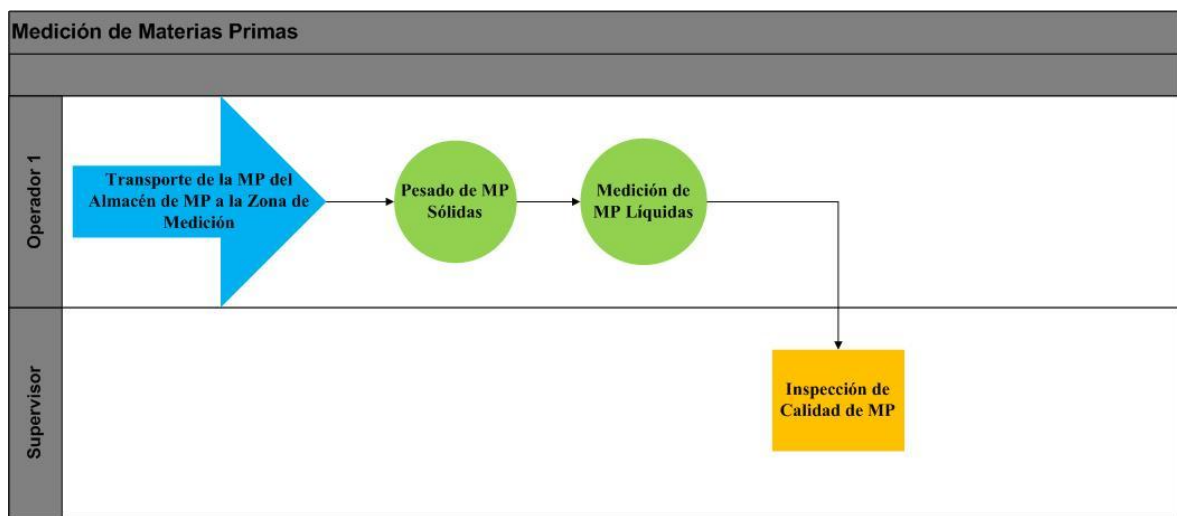 Medición de Materias Primas
Operador 1
Transporte de la MP del
Almacén de MP a la Zona de
Medición
Pesado de MP
Sólidas
Medición de
MP Líquidas
Supervisor
Inspección de
Calidad de MP